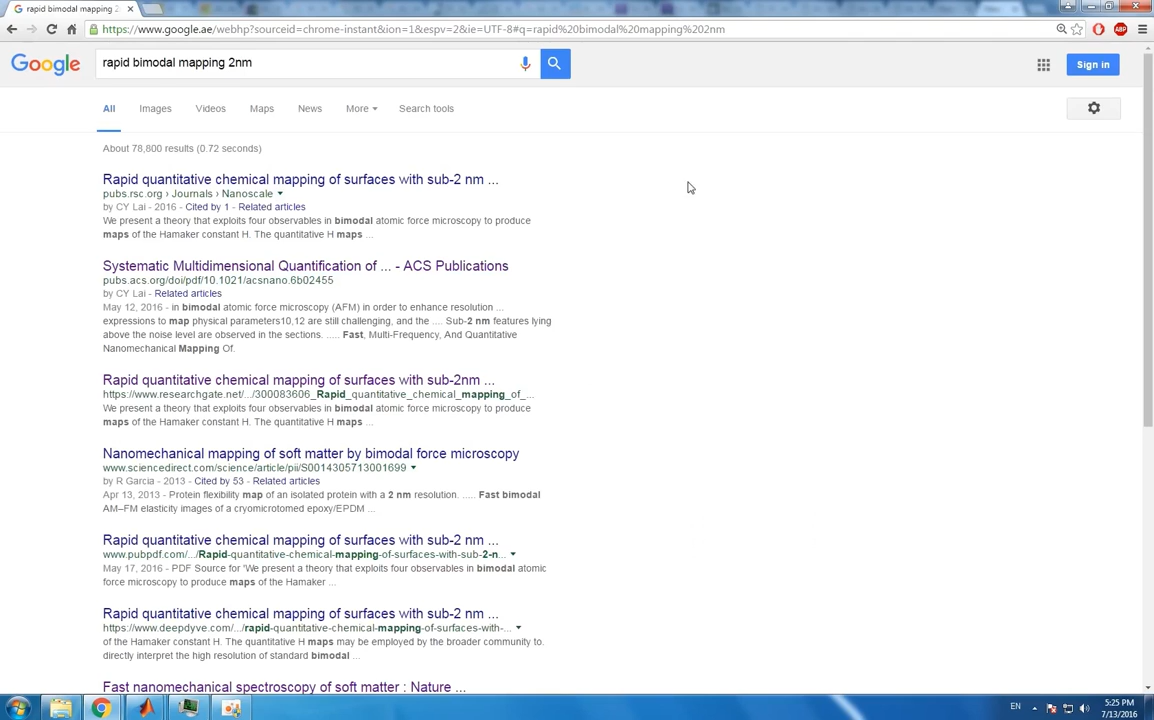 rapid bimodal mapping 2
https://www.google.ae/webhp?sourceid=chrome-instant&ion=1&espv=2&ie=UTF-8#q=rapid%20bimodal%20mapping%202nm
ABP
Google
rapid bimodal mapping 2nm
Sign in
All Images Videos Maps News More Search tools
About 78,800 results (0.72 seconds)
Rapid quantitative chemical mapping of surfaces with sub-2 nm ...
pubs.rsc.org › Journals › Nanoscale
by CY Lai - 2016 - Cited by 1 - Related articles
We present a theory that exploits four observables in bimodal atomic force microscopy to produce
maps of the Hamaker constant H. The quantitative H maps ...
Systematic Multidimensional Quantification of ... - ACS Publications
pubs.acs.org/doi/pdf/10.1021/acsnano.6b02455
by CY Lai - Related articles
May 12, 2016 - in bimodal atomic force microscopy (AFM) in order to enhance resolution ...
expressions to map physical parameters10,12 are still challenging, and the .... Sub-2 nm features lying
above the noise level are observed in the sections. ..... Fast, Multi-Frequency, And Quantitative
Nanomechanical Mapping Of.
Rapid quantitative chemical mapping of surfaces with sub-2nm ...
https://www.researchgate.net/.../300083606_Rapid_quantitative_chemical_mapping_of_...
We present a theory that exploits four observables in bimodal atomic force microscopy to produce
maps of the Hamaker constant H. The quantitative H maps ...
Nanomechanical mapping of soft matter by bimodal force microscopy
www.sciencedirect.com/science/article/pii/S0014305713001699
by R Garcia - 2013 - Cited by 53 - Related articles
Apr 13, 2013 - Protein flexibility map of an isolated protein with a 2 nm resolution. ..... Fast bimodal
AM–FM elasticity images of a cryomicrotomed epoxy/EPDM ...
Rapid quantitative chemical mapping of surfaces with sub-2 nm ...
www.pubpdf.com/.../Rapid-quantitative-chemical-mapping-of-surfaces-with-sub-2-n...
May 17, 2016 - PDF Source for 'We present a theory that exploits four observables in bimodal atomic
force microscopy to produce maps of the Hamaker ...
Rapid quantitative chemical mapping of surfaces with sub-2 nm ...
https://www.deepdyve.com/.../rapid-quantitative-chemical-mapping-of-surfaces-with-...
of the Hamaker constant H. The quantitative H maps may be employed by the broader community to.
directly interpret the high resolution of standard bimodal ...
Fast nanomechanical spectroscopy of soft matter : Nature ...
EN
5:25 PM
7/13/2016